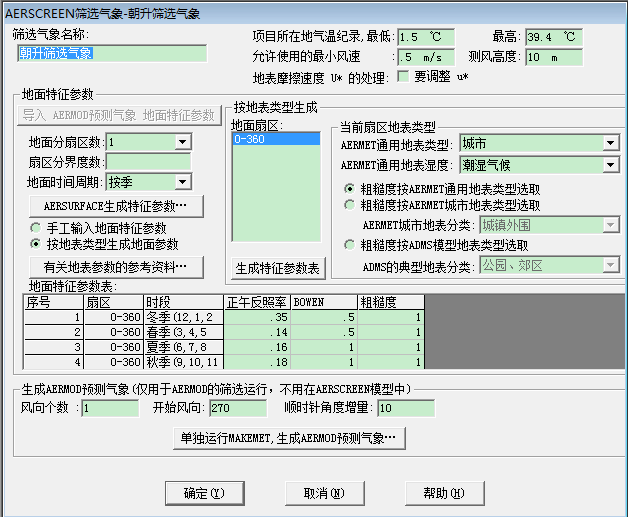 AERSCREEN筛选气象-朝升筛选气象
筛选气象名称:
朝升筛选气象
项目所在地气温纪录,最低: 1.5 ℃ 最高: 39.4 ℃
允许使用的最小风速 : .5 m/s 测风高度: 10 m
地表摩擦速度 U* 的处理: 要调整 u*
地面特征参数
导入 AERMOD预测气象 地面特征参数
地面分扇区数: 1
扇区分界度数:
地面时间周期: 按季
AERSURFACE生成特征参数…
手工输入地面特征参数
按地表类型生成地面参数
有关地表参数的参考资料…
按地表类型生成
地面扇区:
0-360
生成特征参数表
当前扇区地表类型
AERMET通用地表类型: 城市
AERMET通用地表湿度: 潮湿气候
粗糙度按AERMET通用地表类型选取
粗糙度按AERMET城市地表类型选取
AERMET城市地表分类: 城镇外围
粗糙度按ADMS模型地表类型选取
ADMS的典型地表分类: 公园、郊区
地面特征参数表:
序号 扇区 时段 正午反照率 BOWEN 粗糙度
1 0-360 冬季(12,1,2 .35 .5 1
2 0-360 春季(3,4,5 .14 .5 1
3 0-360 夏季(6,7,8 .16 1 1
4 0-360 秋季(9,10,11 .18 1 1
生成AERMOD预测气象(仅用于AERMOD的筛选运行，不用在AERSCREEN模型中)
风向个数 : 1 开始风向: 270 顺时针角度增量: 10
单独运行MAKEMET,生成AERMOD预测气象…
确定(Y) 取消(N) 帮助(H)